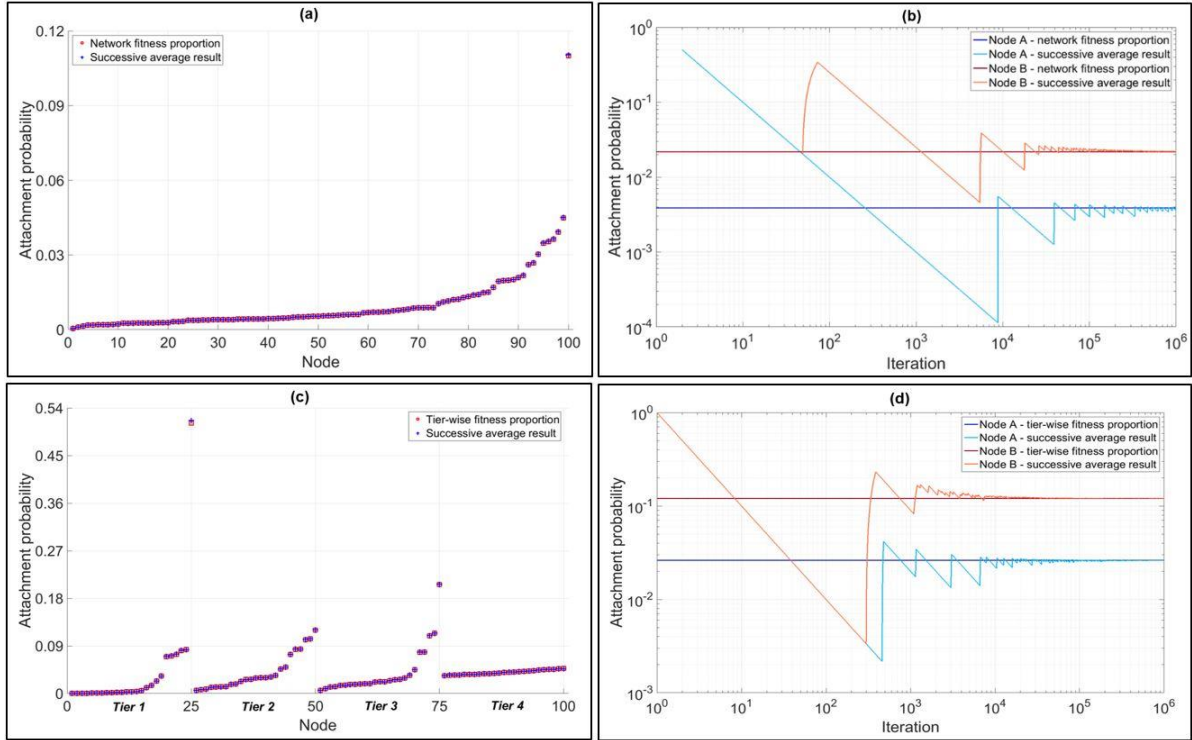 (a)
0.12
0.09
0.06
0.03
0
Attachment probability
Network fitness proportion
Successive average result
0 10 20 30 40 50 60 70 80 90 100
Node
(b)
10^0
10^-1
10^-2
10^-3
10^-4
Attachment probability
Node A - network fitness proportion
Node A - successive average result
Node B - network fitness proportion
Node B - successive average result
10^0 10^1 10^2 10^3 10^4 10^5 10^6
Iteration
(c)
0.54
0.45
0.36
0.27
0.18
0.09
0
Attachment probability
Tier-wise fitness proportion
Successive average result
0 Tier 1 25 Tier 2 50 Tier 3 75 Tier 4 100
Node
(d)
10^0
10^-1
10^-2
10^-3
Attachment probability
Node A - tier-wise fitness proportion
Node A - successive average result
Node B - tier-wise fitness proportion
Node B - successive average result
10^0 10^1 10^2 10^3 10^4 10^5 10^6
Iteration